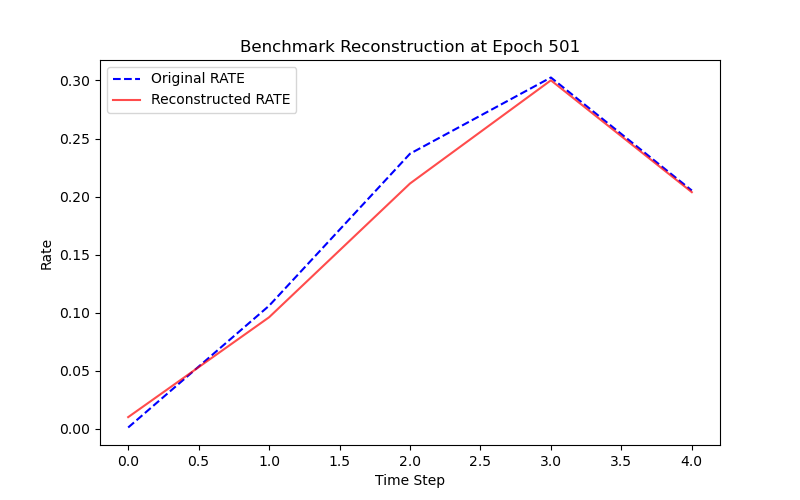 Benchmark Reconstruction at Epoch 501
Original RATE
Reconstructed RATE
0.30
0.25
0.20
0.15
0.10
0.05
0.00
Rate
0.0 0.5 1.0 1.5 2.0 2.5 3.0 3.5 4.0
Time Step